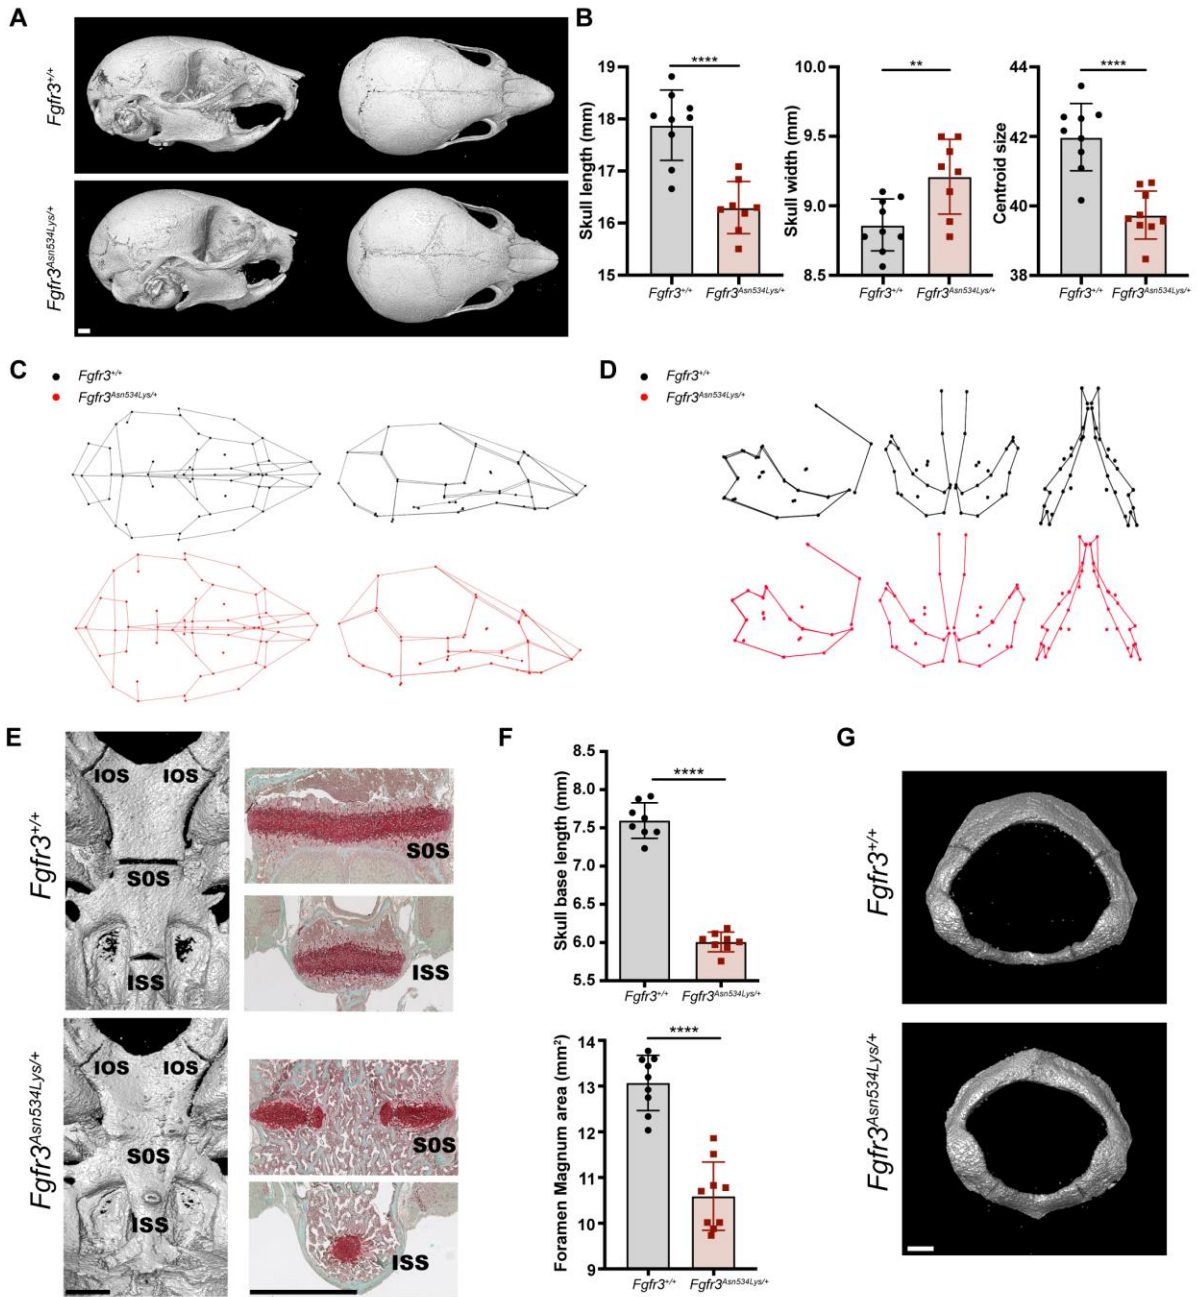 A
Fgfr3+/+
Fgfr3Asn534Lys/+
B
Skull length (mm)
19
18
17
16
15
****
Fgfr3+/+
Fgfr3Asn534Lys/+
Skull width (mm)
10.0
9.5
9.0
8.5
**
Fgfr3+/+
Fgfr3Asn534Lys/+
Centroid size
44
42
40
38
****
Fgfr3+/+
Fgfr3Asn534Lys/+
C
Fgfr3+/+
Fgfr3Asn534Lys/+
D
Fgfr3+/+
Fgfr3Asn534Lys/+
E
Fgfr3+/+
IOS
IOS
SOS
ISS
SOS
ISS
Fgfr3Asn534Lys/+
IOS
IOS
SOS
ISS
SOS
ISS
F
Skull base length (mm)
8.5
8.0
7.5
7.0
6.5
6.0
5.5
****
Fgfr3+/+
Fgfr3Asn534Lys/+
Foramen Magnum area (mm²)
14
13
12
11
10
9
****
Fgfr3+/+
Fgfr3Asn534Lys/+
G
Fgfr3+/+
Fgfr3Asn534Lys/+